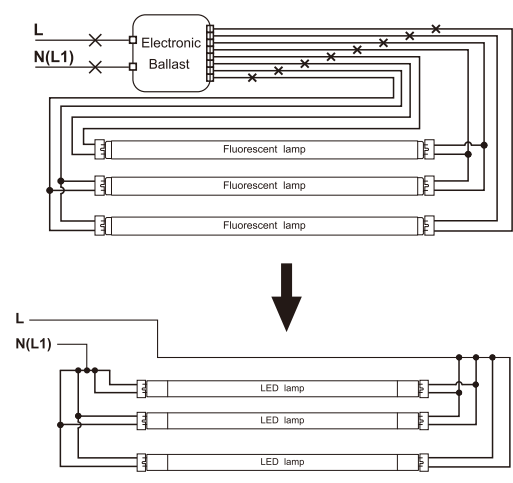 L
N(L1)
Electronic
Ballast
Fluorescent lamp
Fluorescent lamp
Fluorescent lamp
L
N(L1)
LED lamp
LED lamp
LED lamp